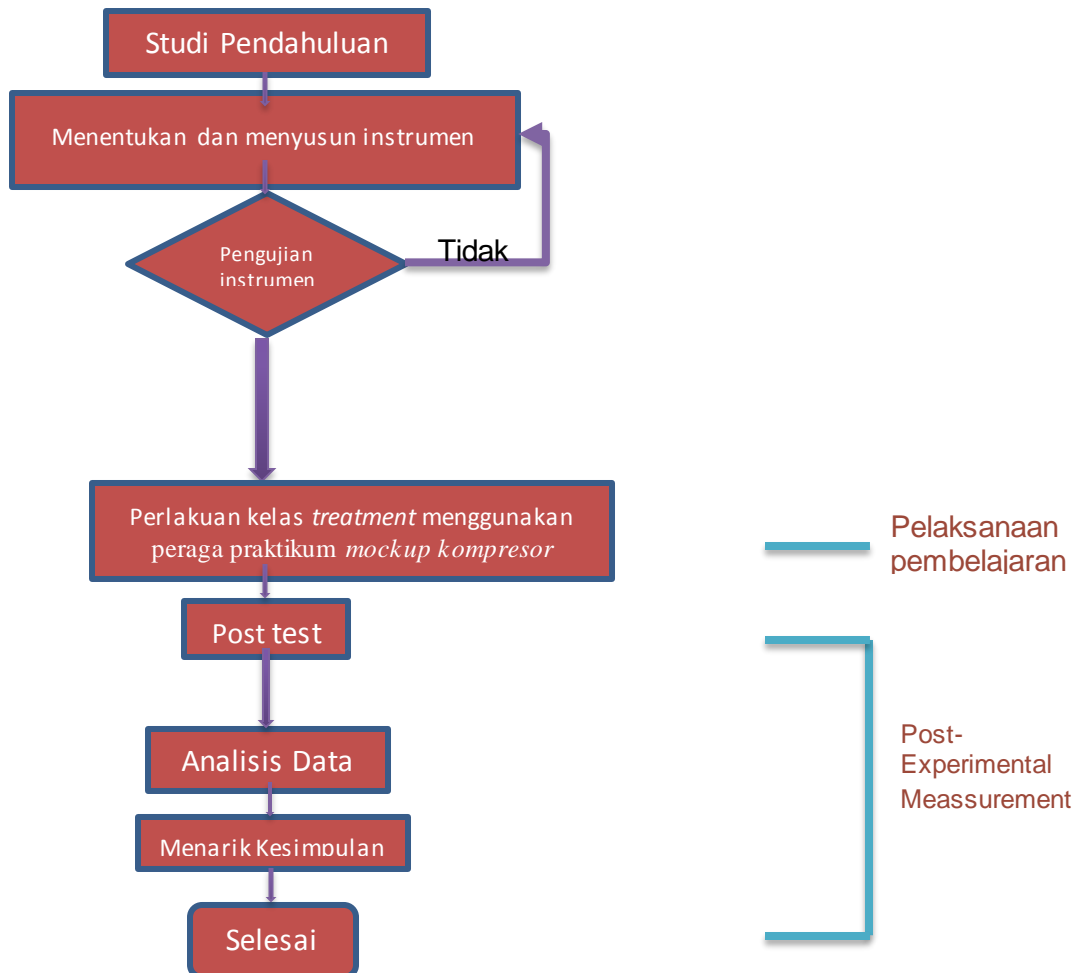 Studi Pendahuluan
Menentukan dan menyusun instrumen
Pengujian
instrumen
Tidak
Perlakuan kelas treatment menggunakan
peraga praktikum mockup kompresor
Pelaksanaan
pembelajaran
Post test
Analisis Data
Post-
Experimental
Meassurement
Menarik Kesimpulan
Selesai